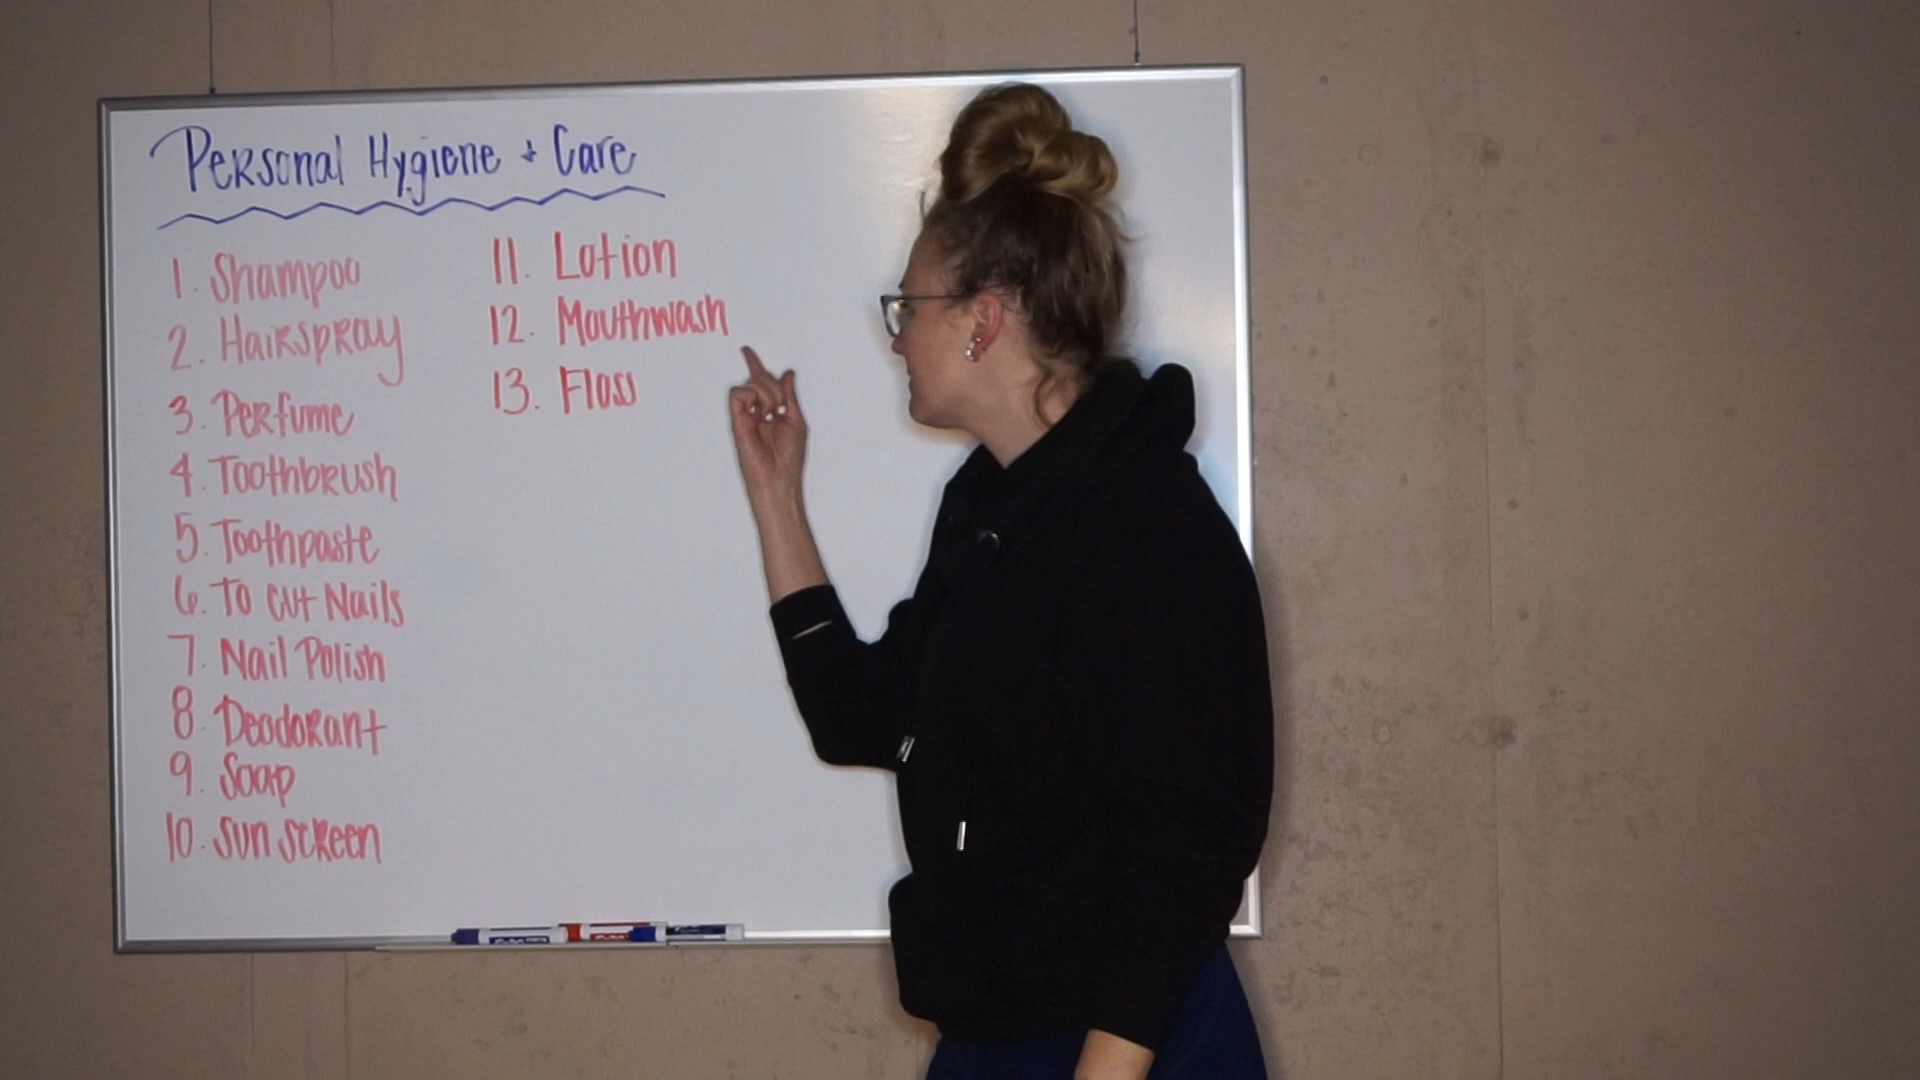 Personal Hygiene + Care
1. Shampoo
2. Hairspray
3. Perfume
4. Toothbrush
5. Toothpaste
6. To cut Nails
7. Nail Polish
8. Deodorant
9. Soap
10. Sun screen
11. Lotion
12. Mouthwash
13. Floss